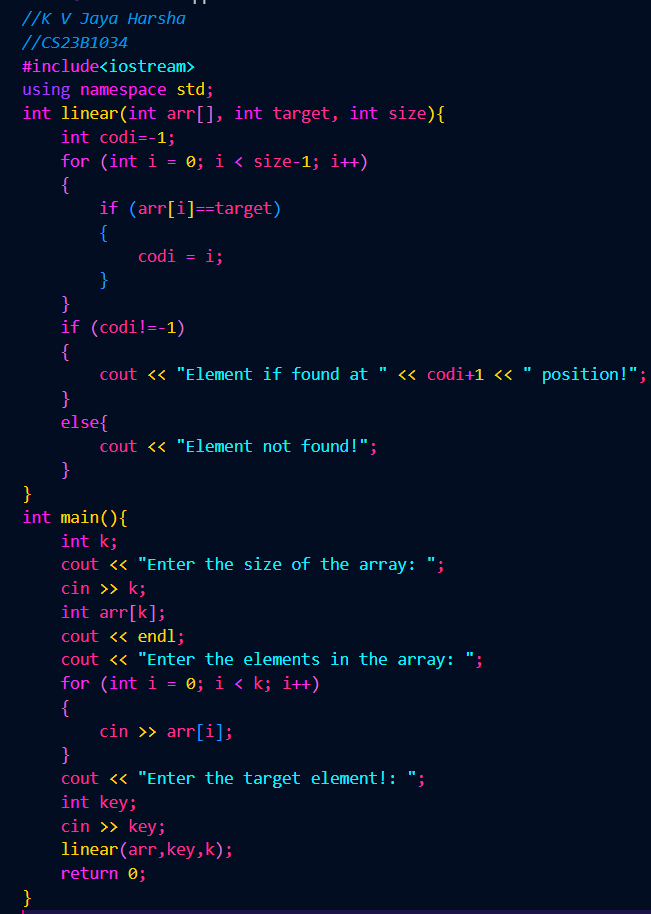 //K V Jaya Harsha
//CS23B1034
#include<iostream>
using namespace std;
int linear(int arr[], int target, int size){
    int codi=-1;
    for (int i = 0; i < size-1; i++)
    {
        if (arr[i]==target)
        {
            codi = i;
        }
    }
    if (codi!=-1)
    {
        cout << "Element if found at " << codi+1 << " position!";
    }
    else{
        cout << "Element not found!";
    }
}
int main(){
    int k;
    cout << "Enter the size of the array: ";
    cin >> k;
    int arr[k];
    cout << endl;
    cout << "Enter the elements in the array: ";
    for (int i = 0; i < k; i++)
    {
        cin >> arr[i];
    }
    cout << "Enter the target element!: ";
    int key;
    cin >> key;
    linear(arr,key,k);
    return 0;
}